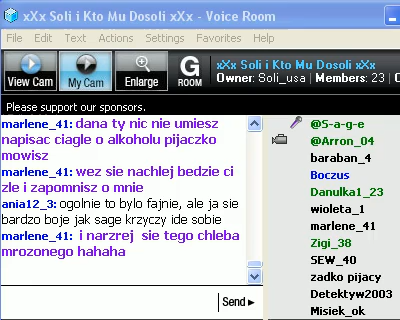 xXx Soli i Kto Mu Dosoli xXx - Voice Room
File Edit Text Actions Settings Favorites Help
View Cam
My Cam
Enlarge
G
ROOM
xXx Soli i Kto Mu Dosoli xXx
Owner: Soli_usa | Members: 23 |
Please support our sponsors.
marlene_41: dana ty nic nie umiesz
napisac ciagle o alkoholu pijaczko
mowisz
marlene_41: wez sie nachlej bedzie ci
zle i zapomnisz o mnie
ania12_3: ogolnie to bylo fajnie, ale ja sie
bardzo boje jak sage krzyczy ide sobie
marlene_41: i narzrej sie tego chleba
mrozonego hahaha
Send
@S-a-g-e
@Arron_04
baraban_4
Boczus
Danulka1_23
wioleta_1
marlene_41
Zigi_38
SEW_40
zadko pijacy
Detektyw2003
Misiek_ok